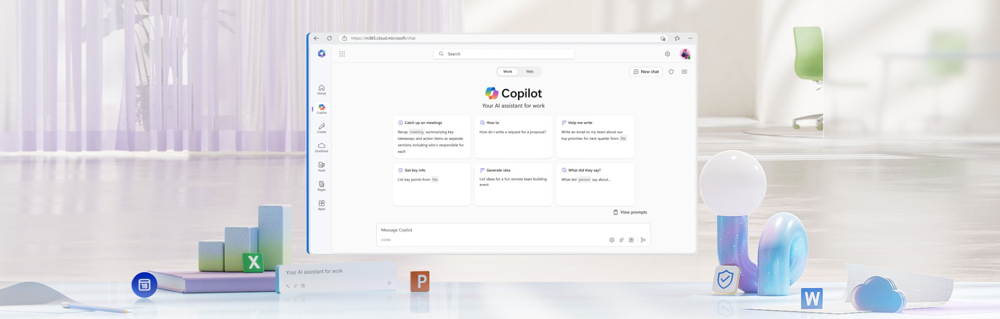 https://m365.cloud.microsoft/chat
Search
Work
Web
New chat
Home
Copilot
Create
OneDrive
Feed
Pages
Apps
Copilot
Your AI assistant for work
Catch up on meetings
Recap meeting summarizing key
takeaways and action items as separate
sections including who's responsible for
each
How to
How do I write a request for a proposal?
Help me write
Write an email to my team about our
top priorities for next quarter from file
Get key info
List key points from file
Generate idea
List ideas for a fun remote team building
event
What did they say?
What did person say about...
View prompts
Message Copilot
0/2000
X
18
Your AI assistant for work
P
W